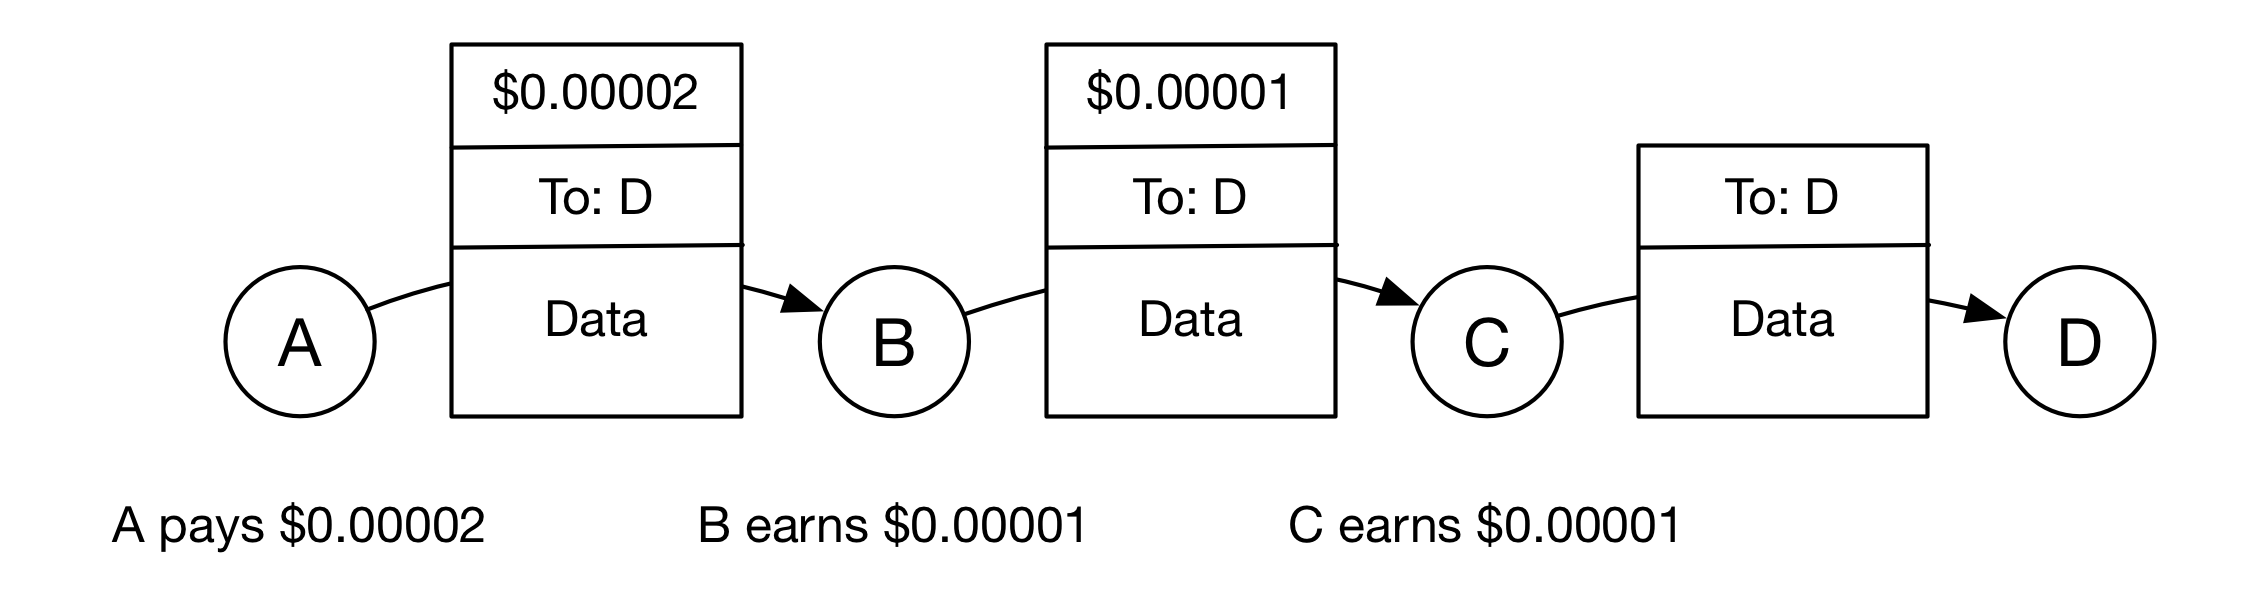 $0.00002
$0.00001
To: D
To: D
To: D
Data
Data
Data
A
B
C
D
A pays $0.00002
B earns $0.00001
C earns $0.00001